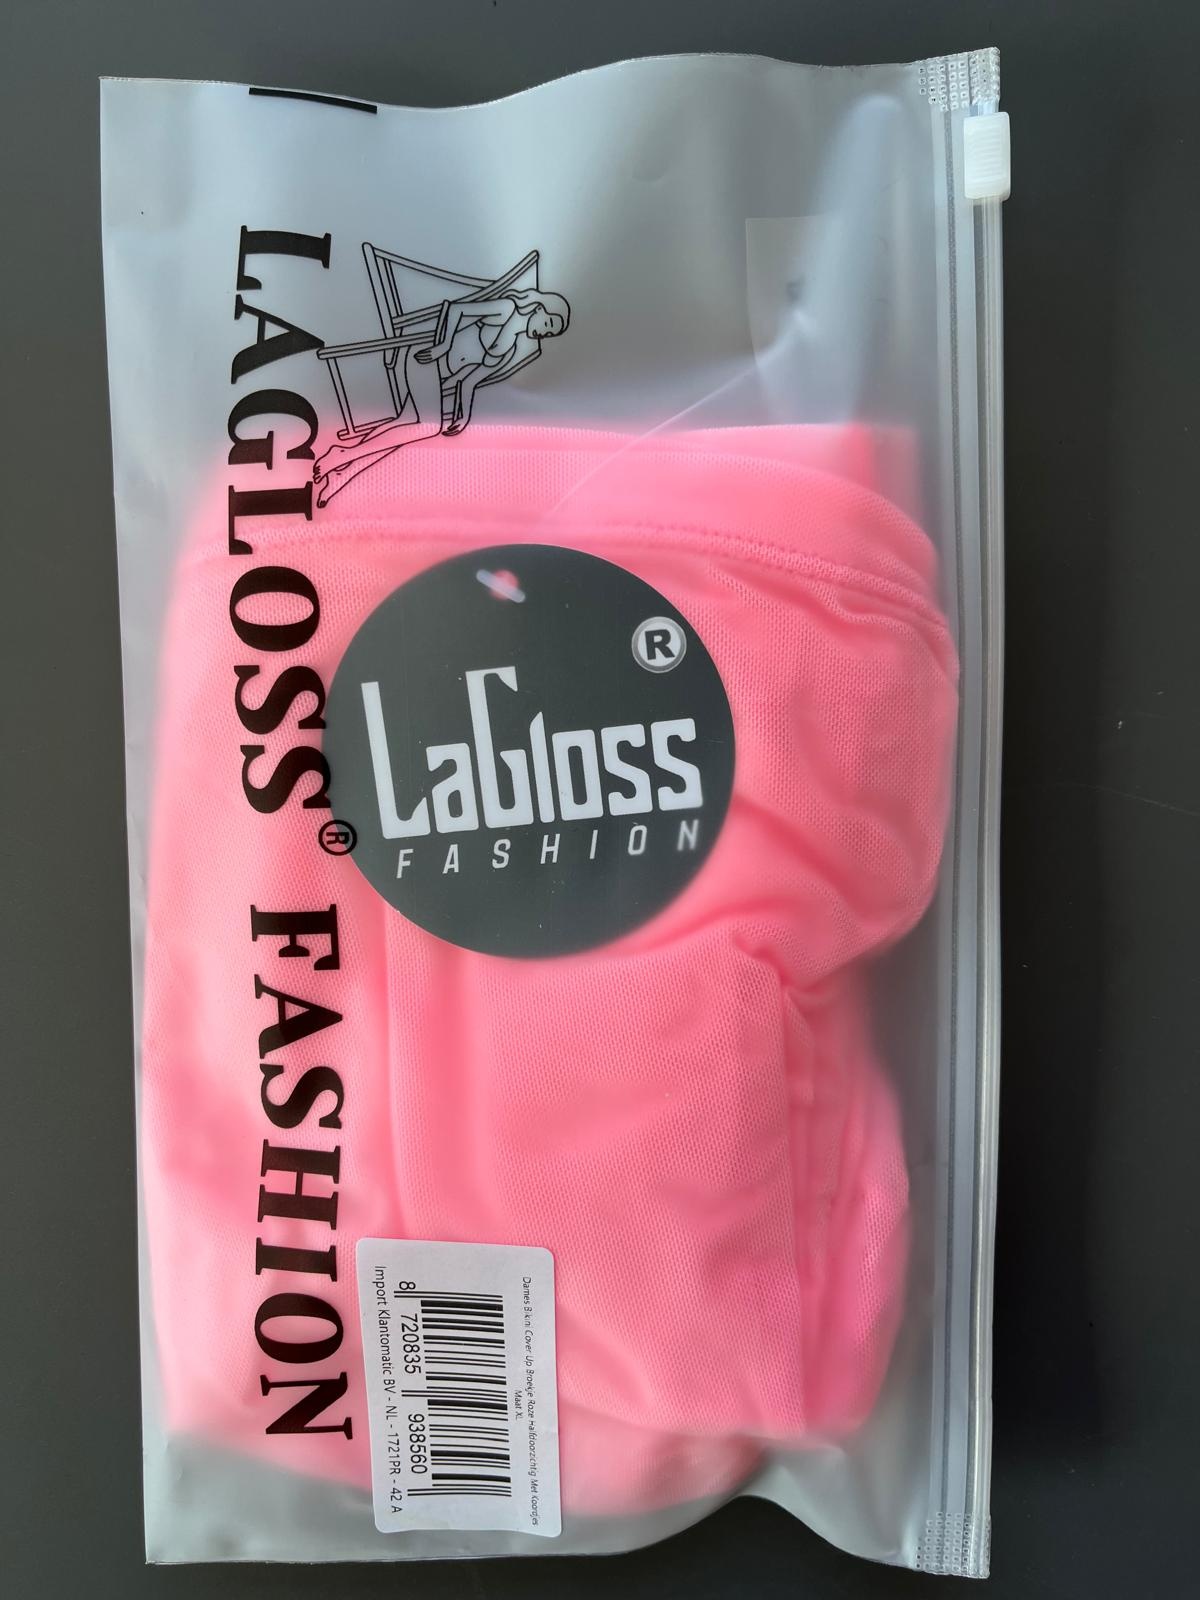 LAGLOSS® FASHION
®
LaGloss
FASHION
Dames Bikini Cover Up Broekje Roze Halfdoorzichtig Met Koordjes
Maat XL
8 720835 938560
Import Klantomatic BV - NL - 1721PR - 42 A